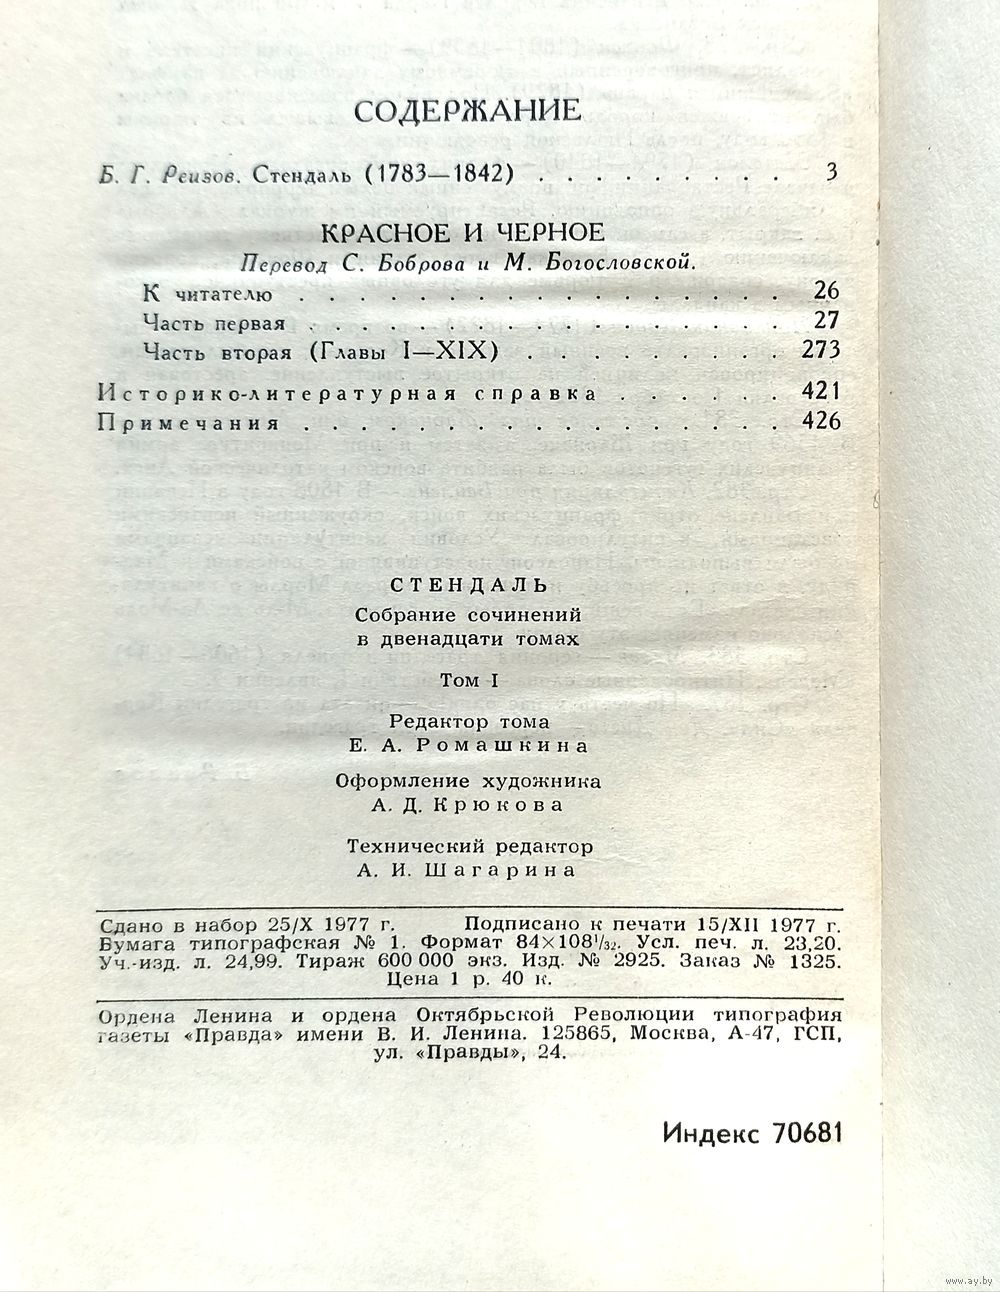 СОДЕРЖАНИЕ
Б. Г. Реизов. Стендаль (1783—1842) . . . . . . . . . 3
КРАСНОЕ И ЧЕРНОЕ
Перевод С. Боброва и М. Богословской.
К читателю . . . . . . . . . . . . . . . . . . 26
Часть первая . . . . . . . . . . . . . . . . . 27
Часть вторая (Главы I—XIX) . . . . . . . . . 273
Историко-литературная справка . . . . . . 421
Примечания . . . . . . . . . . . . . . . . . 426
СТЕНДАЛЬ
Собрание сочинений
в двенадцати томах
Том I
Редактор тома
Е. А. Ромашкина
Оформление художника
А. Д. Крюкова
Технический редактор
А. И. Шагарина
Сдано в набор 25/X 1977 г. Подписано к печати 15/XII 1977 г.
Бумага типографская № 1. Формат 84×108¹/₃₂. Усл. печ. л. 23,20.
Уч.-изд. л. 24,99. Тираж 600 000 экз. Изд. № 2925. Заказ № 1325.
Цена 1 р. 40 к.
Ордена Ленина и ордена Октябрьской Революции типография
газеты «Правда» имени В. И. Ленина. 125865, Москва, А-47, ГСП,
ул. «Правды», 24.
Индекс 70681
www.ay.by